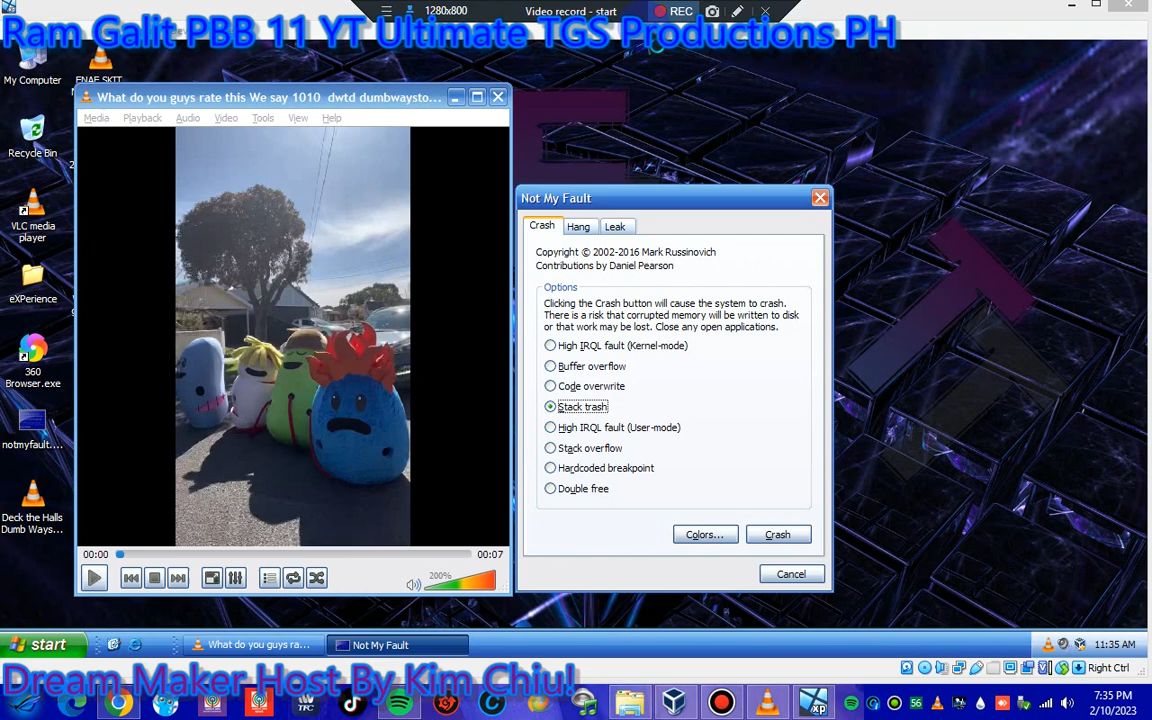 1280x800
Video record - start
REC
Ram Galit PBB 11 YT Ultimate TGS Productions PH
My Computer
ENAE SKIT
Recycle Bin
VLC media
player
eXPerience
360
Browser.exe
notmyfault....
Deck the Halls
Dumb Ways...
What do you guys rate this We say 1010 dwtd dumbwaysto...
Media Playback Audio Video Tools View Help
00:00
00:07
200%
Not My Fault
Crash Hang Leak
Copyright © 2002-2016 Mark Russinovich
Contributions by Daniel Pearson
Options
Clicking the Crash button will cause the system to crash.
There is a risk that corrupted memory will be written to disk
or that work may be lost. Close any open applications.
High IRQL fault (Kernel-mode)
Buffer overflow
Code overwrite
Stack trash
High IRQL fault (User-mode)
Stack overflow
Hardcoded breakpoint
Double free
Colors... Crash
Cancel
start
What do you guys ra...
Not My Fault
11:35 AM
Right Ctrl
Dream Maker Host By Kim Chiu!
TFC
xp
56
7:35 PM
2/10/2023